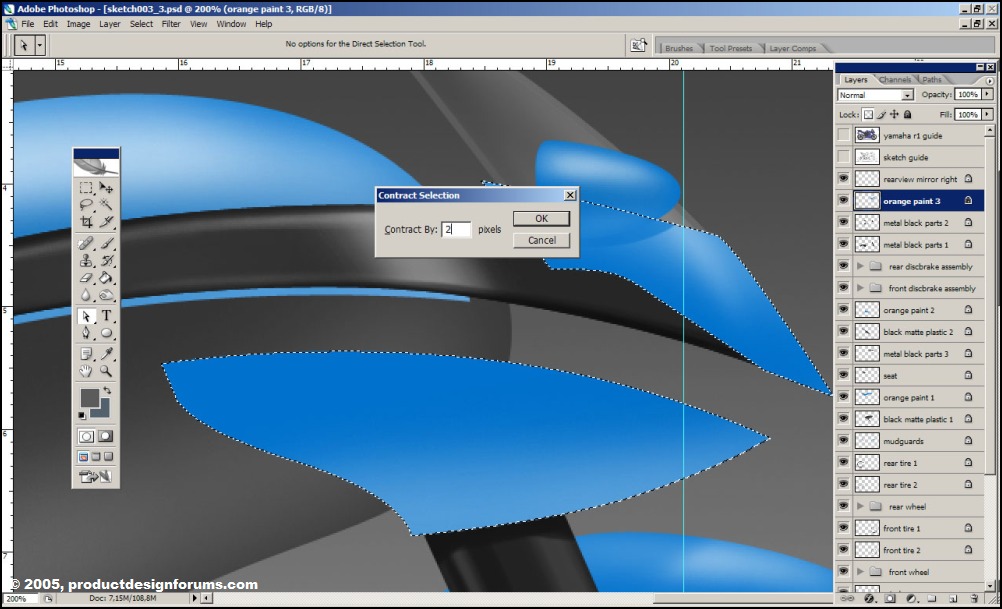 Adobe Photoshop - [sketch003_3.psd @ 200% (orange paint 3, RGB/8)]
File Edit Image Layer Select Filter View Window Help
No options for the Direct Selection Tool.
Brushes Tool Presets Layer Comps
15 16 17 18 19 20 21
4
5
6
7
Contract Selection
Contract By: 2 pixels
OK
Cancel
T
Layers Channels Paths
Normal Opacity: 100%
Lock: Fill: 100%
yamaha r1 guide
sketch guide
rearview mirror right
orange paint 3
metal black parts 2
metal black parts 1
rear discbrake assembly
front discbrake assembly
orange paint 2
black matte plastic 2
metal black parts 3
seat
orange paint 1
black matte plastic 1
mudguards
rear tire 1
rear tire 2
rear wheel
front tire 1
front tire 2
front wheel
© 2005, productdesignforums.com
200% Doc: 7,15M/108,8M